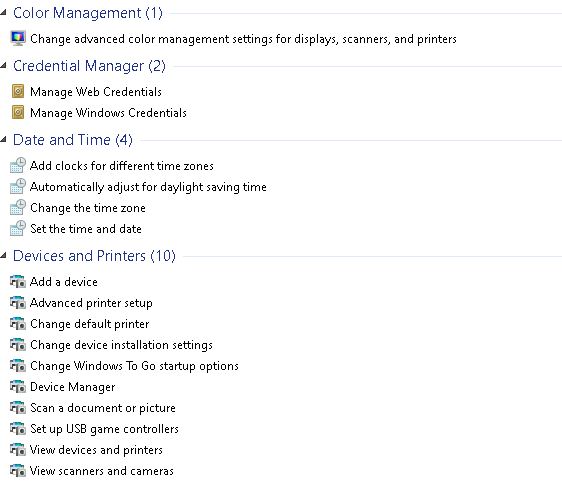 Color Management (1)
Change advanced color management settings for displays, scanners, and printers
Credential Manager (2)
Manage Web Credentials
Manage Windows Credentials
Date and Time (4)
Add clocks for different time zones
Automatically adjust for daylight saving time
Change the time zone
Set the time and date
Devices and Printers (10)
Add a device
Advanced printer setup
Change default printer
Change device installation settings
Change Windows To Go startup options
Device Manager
Scan a document or picture
Set up USB game controllers
View devices and printers
View scanners and cameras